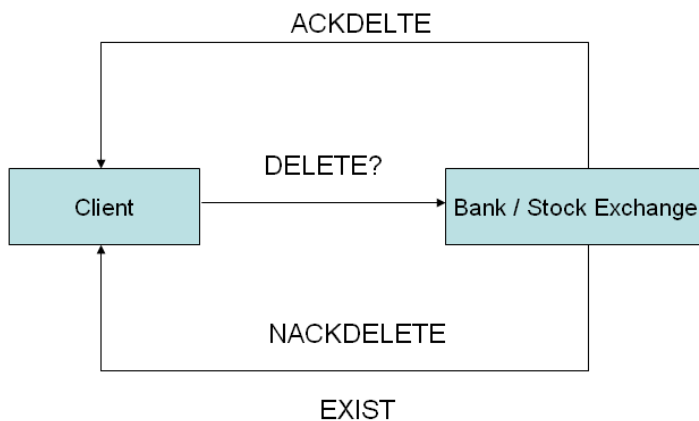 ACKDELTE
DELETE?
Client
Bank / Stock Exchange
NACKDELETE
EXIST